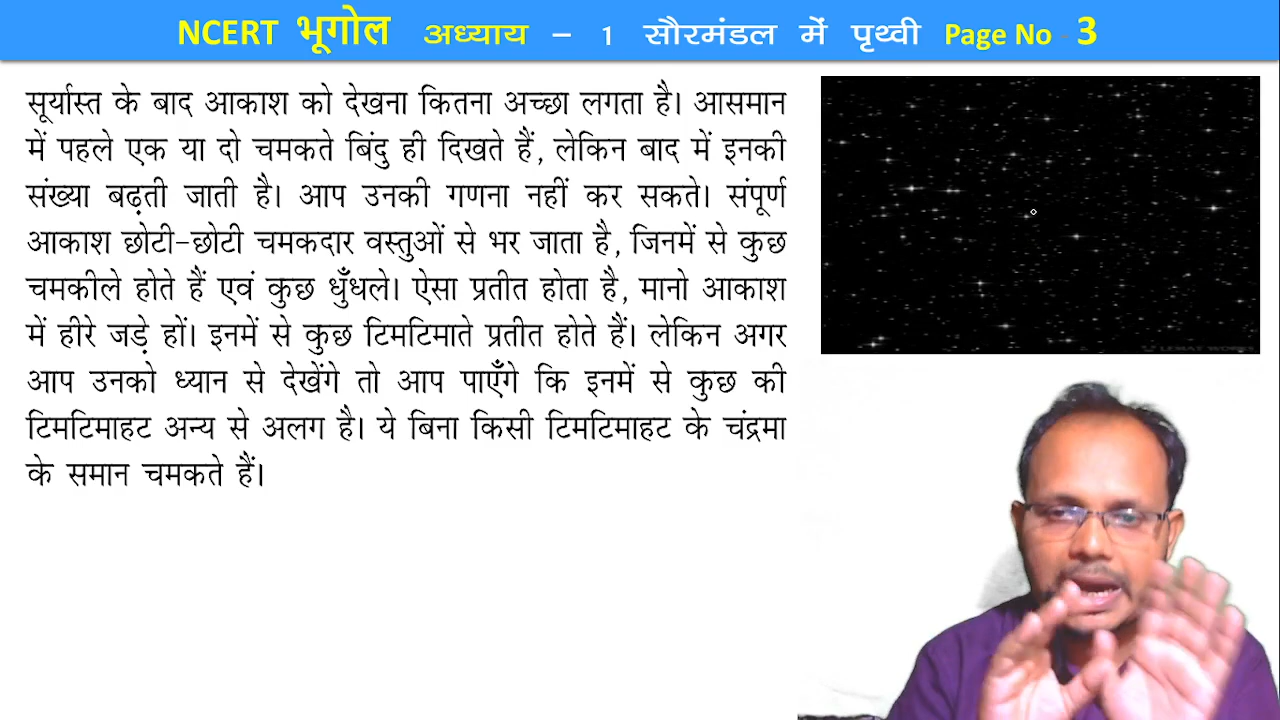 NCERT भूगोल अध्याय – 1 सौरमंडल में पृथ्वी Page No - 3
सूर्यास्त के बाद आकाश को देखना कितना अच्छा लगता है। आसमान
में पहले एक या दो चमकते बिंदु ही दिखते हैं, लेकिन बाद में इनकी
संख्या बढ़ती जाती है। आप उनकी गणना नहीं कर सकते। संपूर्ण
आकाश छोटी-छोटी चमकदार वस्तुओं से भर जाता है, जिनमें से कुछ
चमकीले होते हैं एवं कुछ धुँधले। ऐसा प्रतीत होता है, मानो आकाश
में हीरे जड़े हों। इनमें से कुछ टिमटिमाते प्रतीत होते हैं। लेकिन अगर
आप उनको ध्यान से देखेंगे तो आप पाएँगे कि इनमें से कुछ की
टिमटिमाहट अन्य से अलग है। ये बिना किसी टिमटिमाहट के चंद्रमा
के समान चमकते हैं।